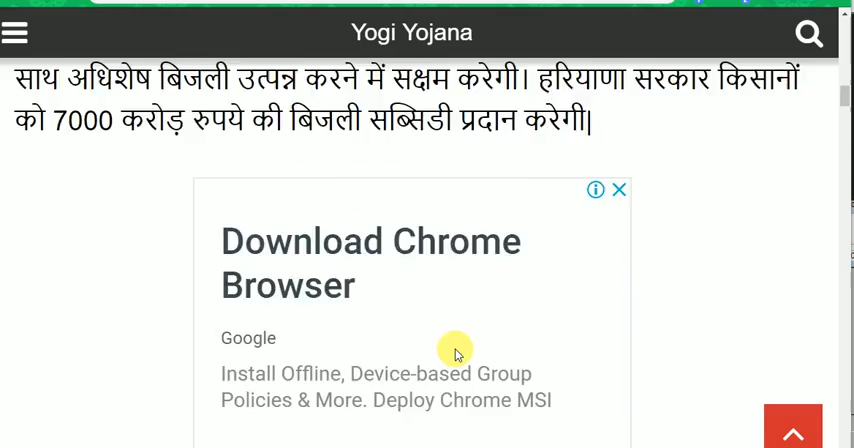 Yogi Yojana
साथ अधिशेष बिजली उत्पन्न करने में सक्षम करेगी। हरियाणा सरकार किसानों
को 7000 करोड़ रुपये की बिजली सब्सिडी प्रदान करेगी|
Download Chrome
Browser
Google
Install Offline, Device-based Group
Policies & More. Deploy Chrome MSI